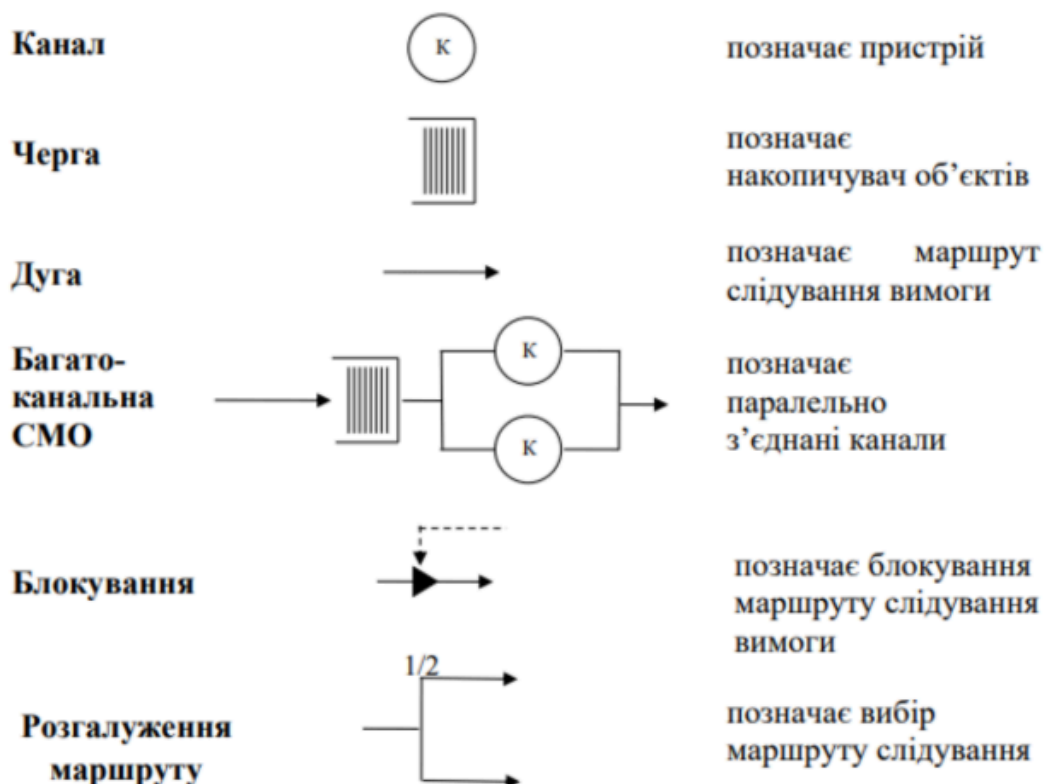 Канал
К
позначає пристрій
Черга
позначає
накопичувач об’єктів
Дуга
позначає маршрут
слідування вимоги
Багато-
канальна
СМО
К
К
позначає
паралельно
з’єднані канали
Блокування
позначає блокування
маршруту слідування
вимоги
Розгалуження
маршруту
1/2
позначає вибір
маршруту слідування